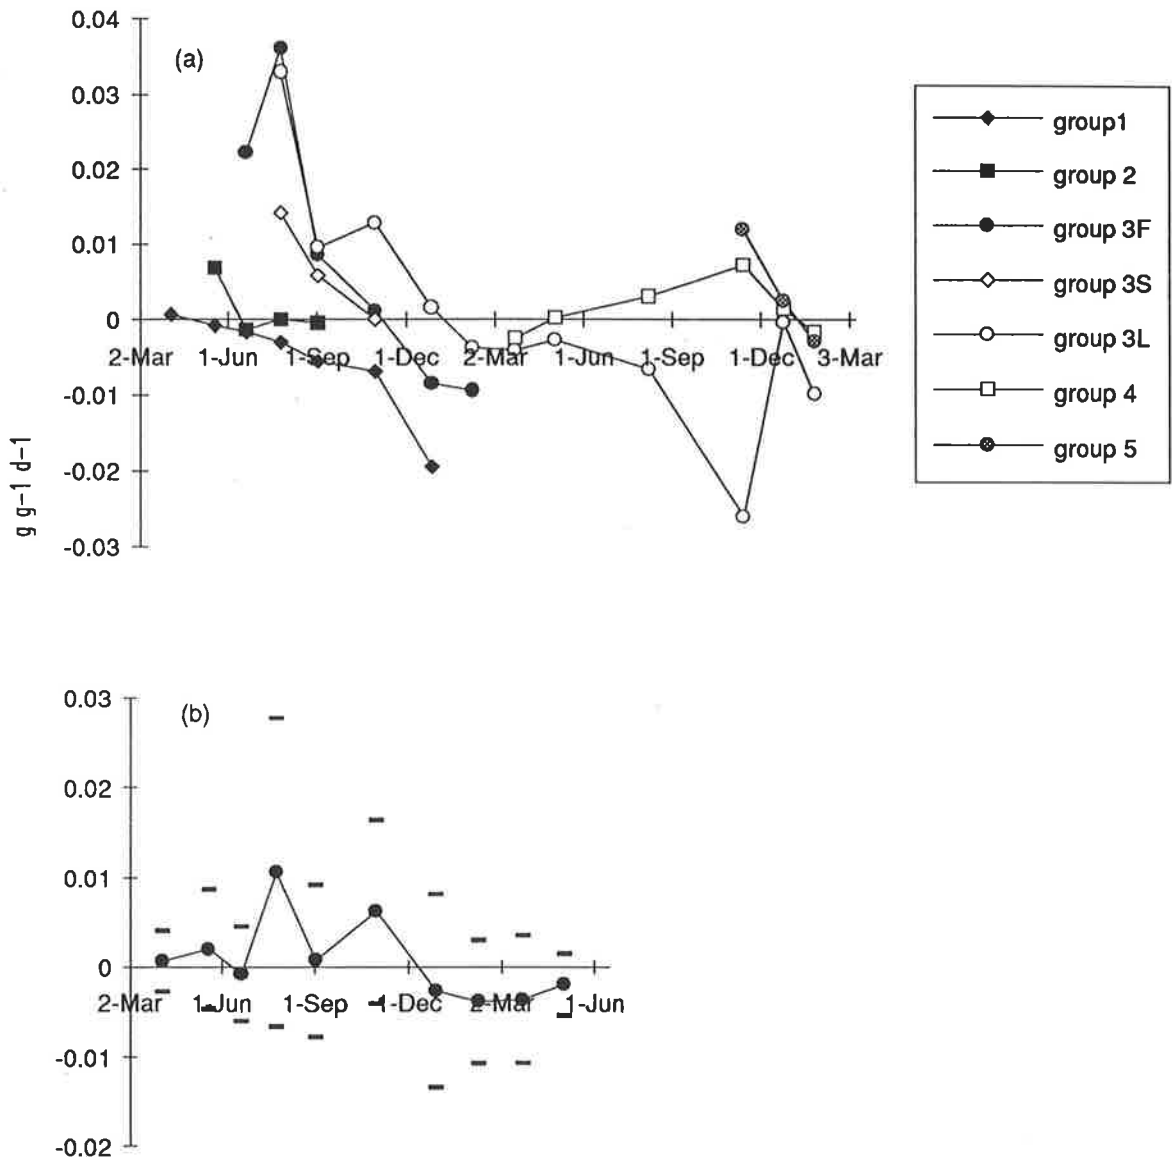 0.04
(a)
0.03
0.02
0.01
0
-0.01
-0.02
-0.03
2-Mar 1-Jun 1-Sep 1-Dec 2-Mar 1-Jun 1-Sep 1-Dec 3-Mar
g g-1 d-1
group1
group 2
group 3F
group 3S
group 3L
group 4
group 5
0.03
(b)
0.02
0.01
0
2-Mar 1-Jun 1-Sep 1-Dec 2-Mar 1-Jun
-0.01
-0.02